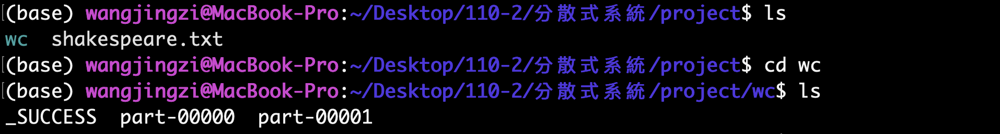 (base) wangjingzi@MacBook-Pro:~/Desktop/110-2/分散式系統/project$ ls
wc  shakespeare.txt
(base) wangjingzi@MacBook-Pro:~/Desktop/110-2/分散式系統/project$ cd wc
(base) wangjingzi@MacBook-Pro:~/Desktop/110-2/分散式系統/project/wc$ ls
_SUCCESS  part-00000  part-00001